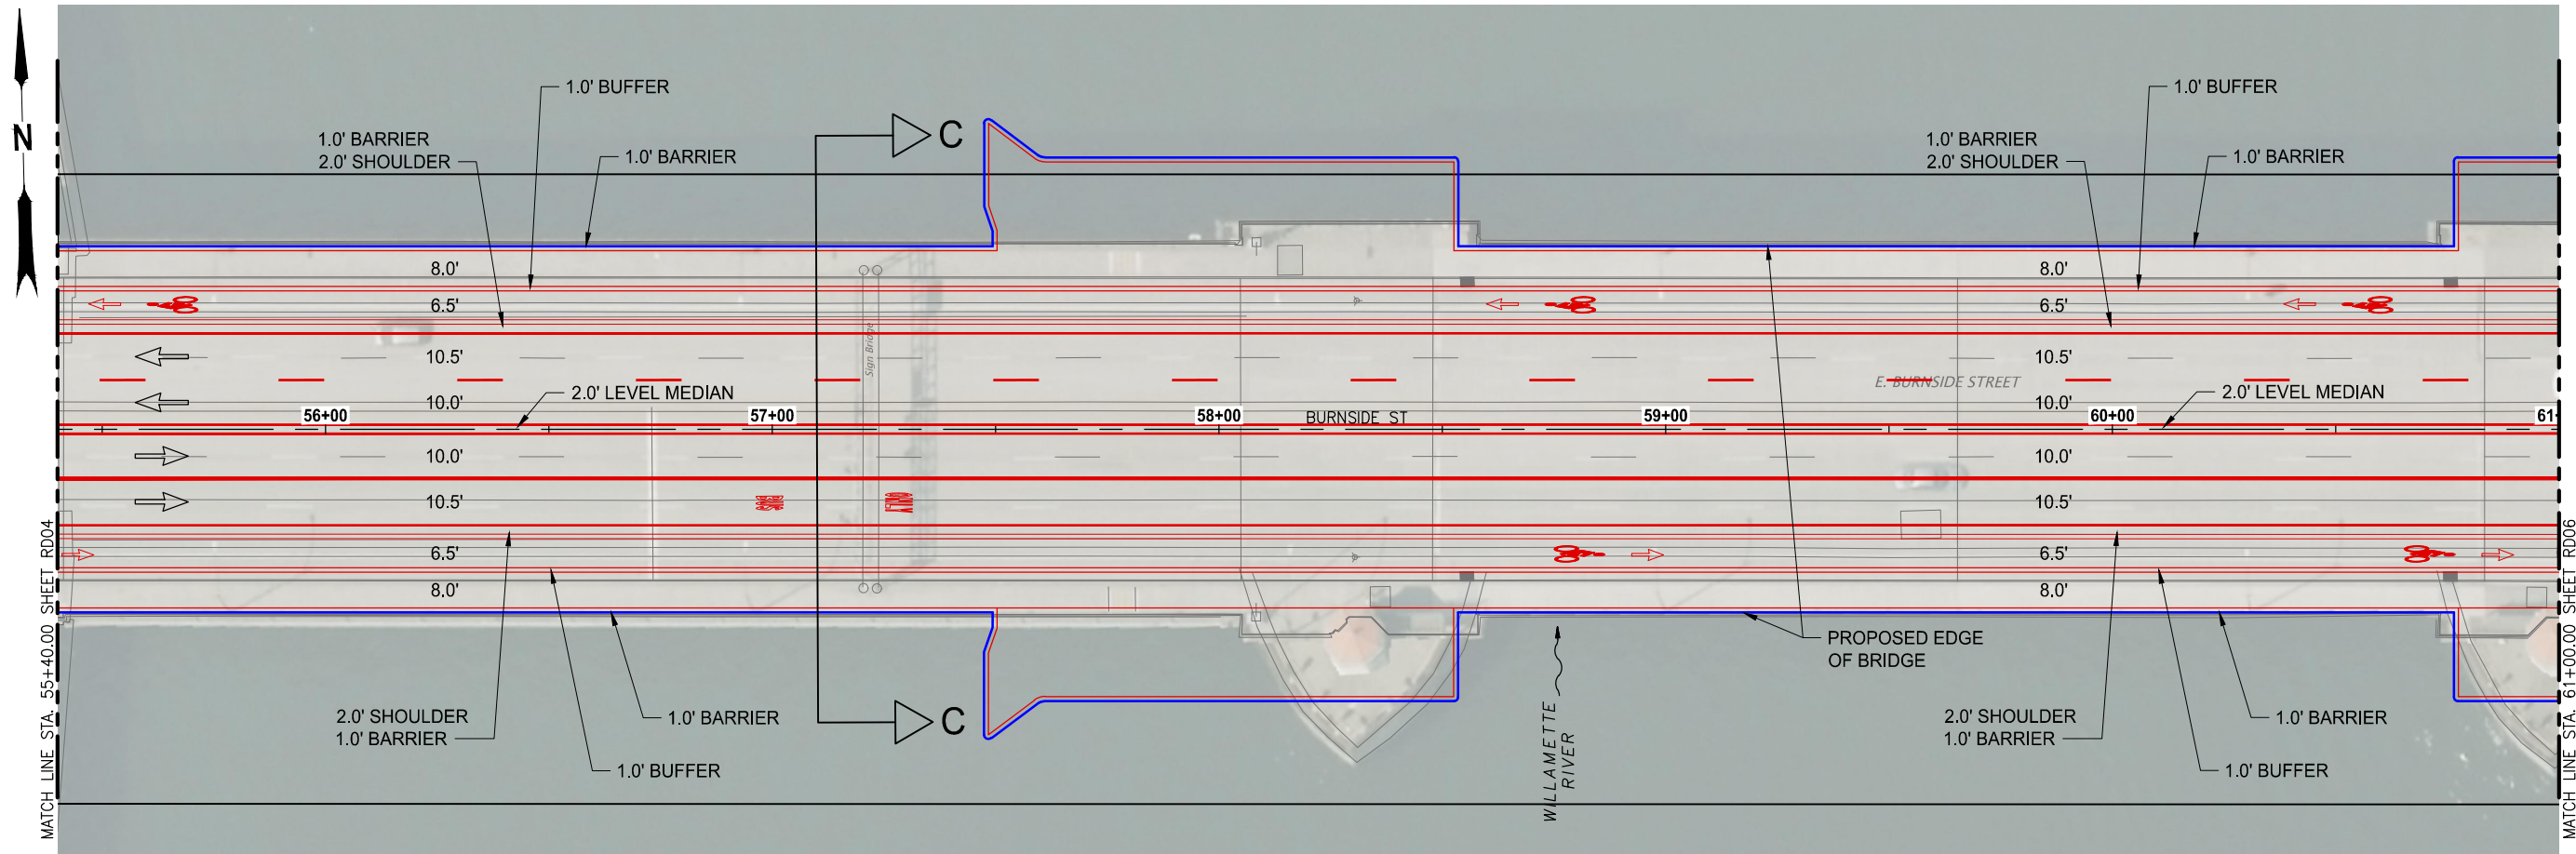 N
1.0' BUFFER
1.0' BARRIER
2.0' SHOULDER
1.0' BARRIER
C
1.0' BUFFER
1.0' BARRIER
2.0' SHOULDER
1.0' BARRIER
8.0'
8.0'
6.5'
6.5'
10.5'
Sign Bridge
10.5'
E. BURNSIDE STREET
10.0'
2.0' LEVEL MEDIAN
10.0'
2.0' LEVEL MEDIAN
56+00
57+00
58+00
BURNSIDE ST
59+00
60+00
61+
10.0'
10.0'
10.5'
BUS
ONLY
10.5'
6.5'
6.5'
8.0'
8.0'
PROPOSED EDGE
OF BRIDGE
2.0' SHOULDER
1.0' BARRIER
1.0' BARRIER
1.0' BUFFER
C
WILLAMETTE
RIVER
2.0' SHOULDER
1.0' BARRIER
1.0' BARRIER
1.0' BUFFER
MATCH LINE STA. 55+40.00 SHEET RD04
MATCH LINE STA. 61+00.00 SHEET RD06